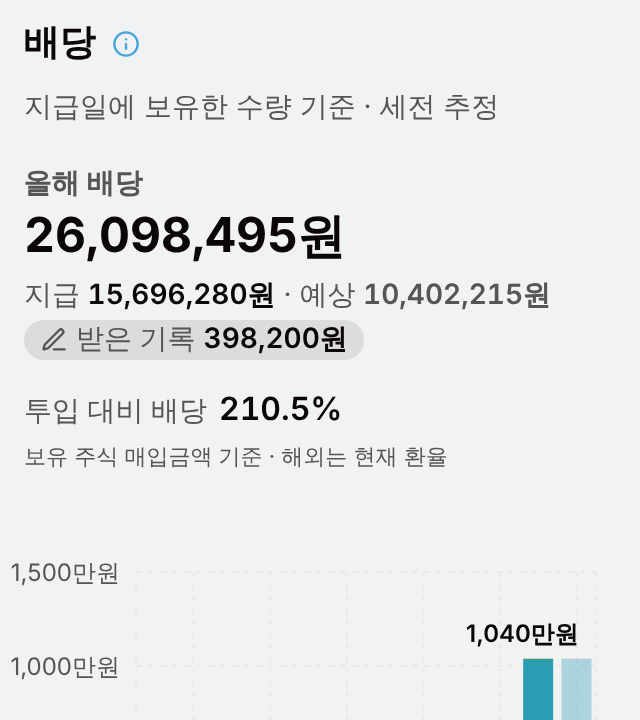 배당
지급일에 보유한 수량 기준 · 세전 추정
올해 배당
26,098,495원
지급 15,696,280원 · 예상 10,402,215원
받은 기록 398,200원
투입 대비 배당 210.5%
보유 주식 매입금액 기준 · 해외는 현재 환율
1,500만원
1,040만원
1,000만원